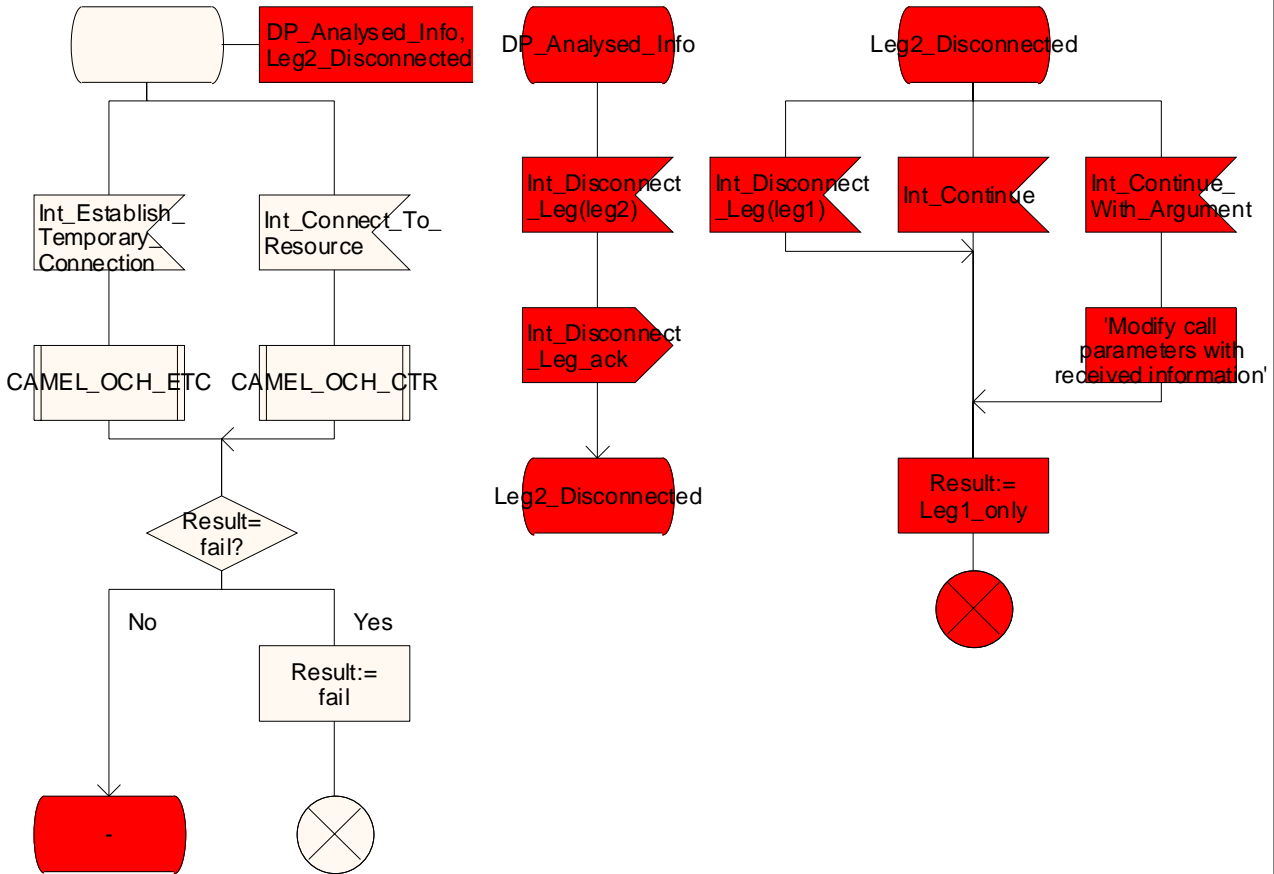 DP_Analysed_Info,
Leg2_Disconnected
Int_Establish_
Temporary_
Connection
Int_Connect_To_
Resource
CAMEL_OCH_ETC
CAMEL_OCH_CTR
Result=
fail?
No
Yes
Result:=
fail
-
DP_Analysed_Info
Int_Disconnect
_Leg(leg2)
Int_Disconnect
_Leg_ack
Leg2_Disconnected
Leg2_Disconnected
Int_Disconnect
_Leg(leg1)
Int_Continue
Int_Continue_
With_Argument
'Modify call
parameters with
received information'
Result:=
Leg1_only